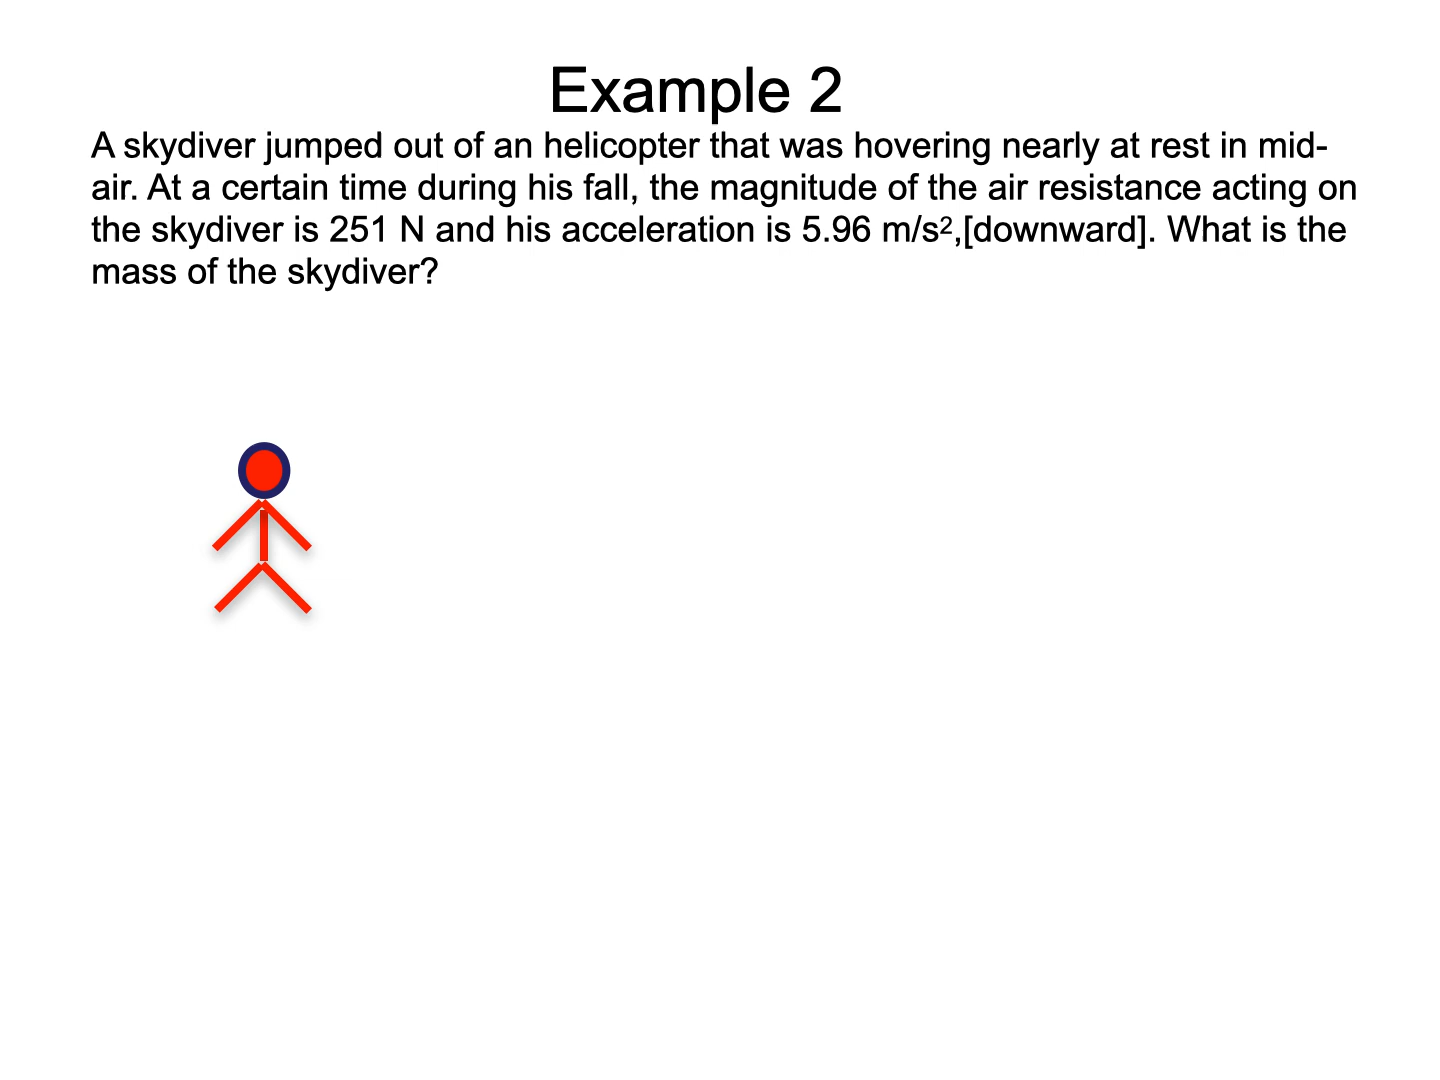 Example 2
A skydiver jumped out of an helicopter that was hovering nearly at rest in mid-
air. At a certain time during his fall, the magnitude of the air resistance acting on
the skydiver is 251 N and his acceleration is 5.96 m/s²,[downward]. What is the
mass of the skydiver?